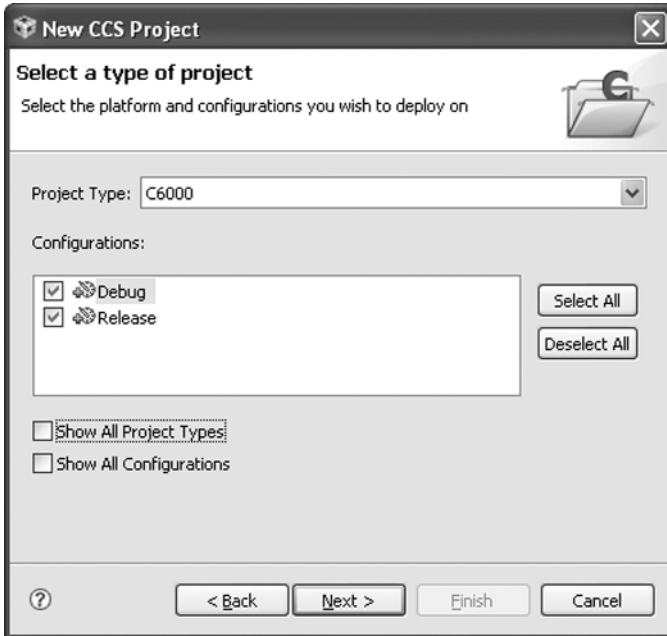 New CCS Project
Select a type of project
Select the platform and configurations you wish to deploy on
Project Type: C6000
Configurations:
Debug
Release
Select All
Deselect All
Show All Project Types
Show All Configurations
?
< Back
Next >
Finish
Cancel